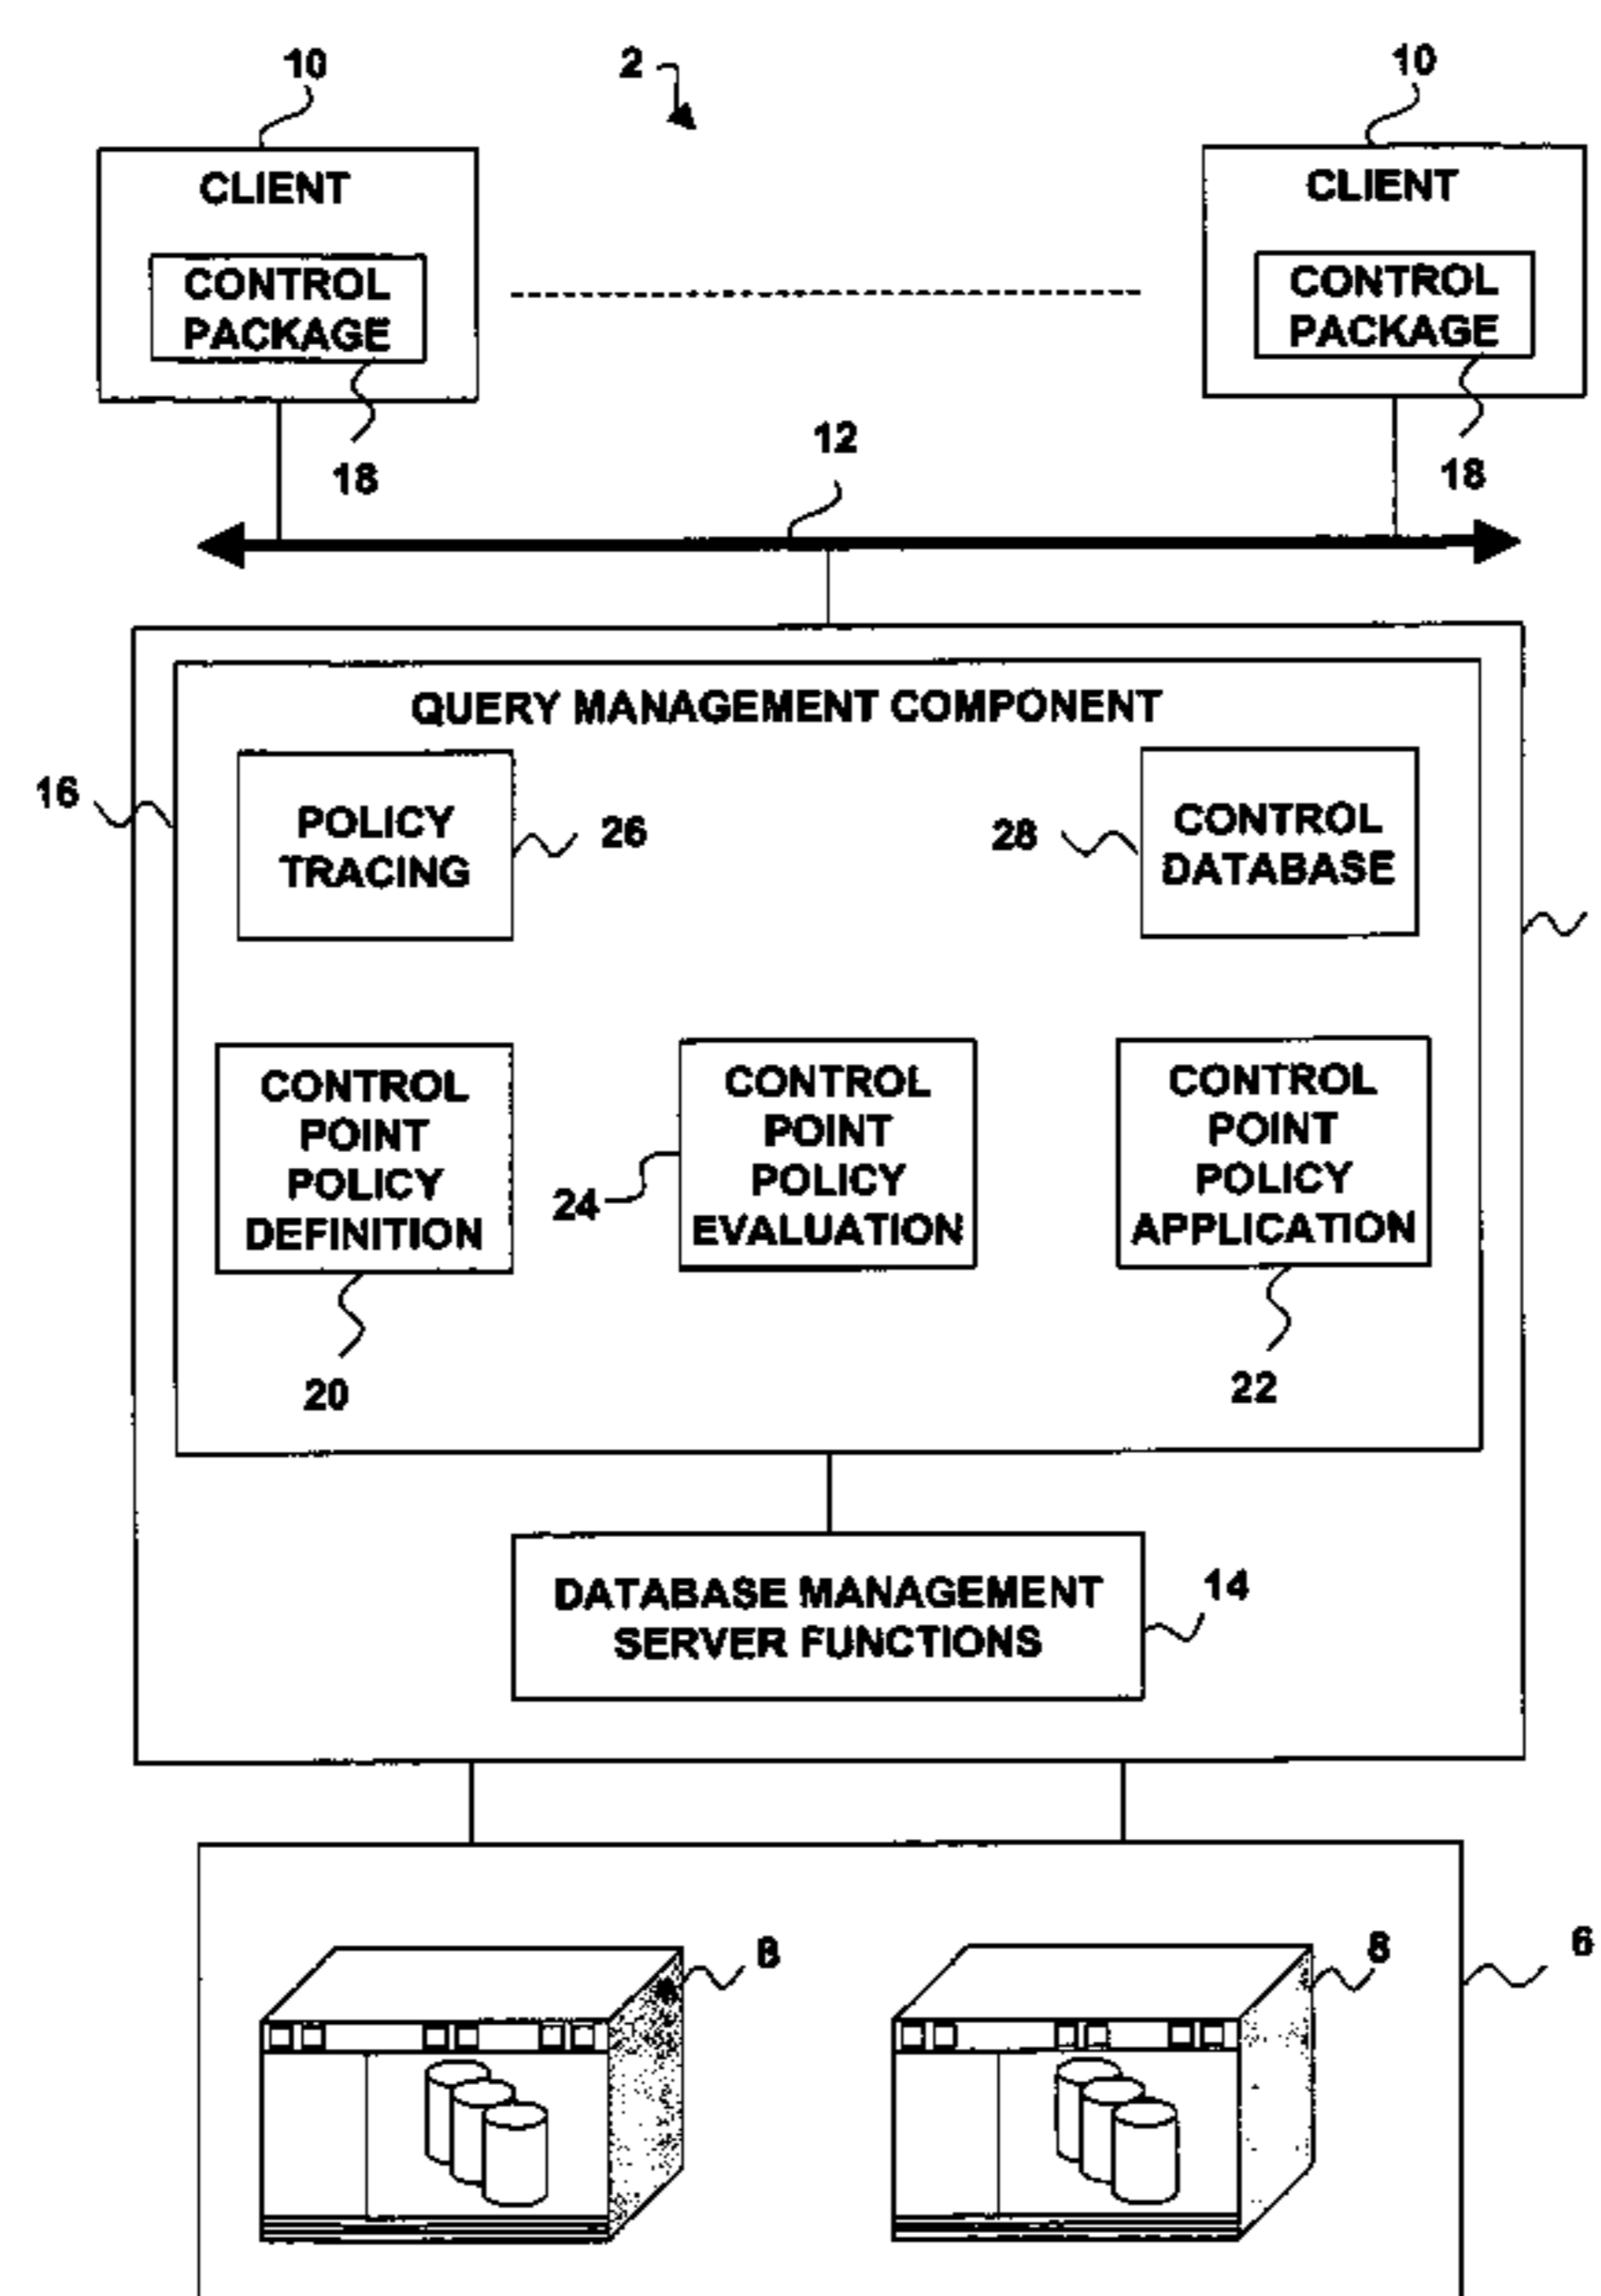 10
2
10
CLIENT
CLIENT
CONTROL
PACKAGE
CONTROL
PACKAGE
18
12
18
QUERY MANAGEMENT COMPONENT
16
POLICY
TRACING
26
28
CONTROL
DATABASE
CONTROL
POINT
POLICY
DEFINITION
24
CONTROL
POINT
POLICY
EVALUATION
CONTROL
POINT
POLICY
APPLICATION
20
22
DATABASE MANAGEMENT
SERVER FUNCTIONS
14
8
8
6